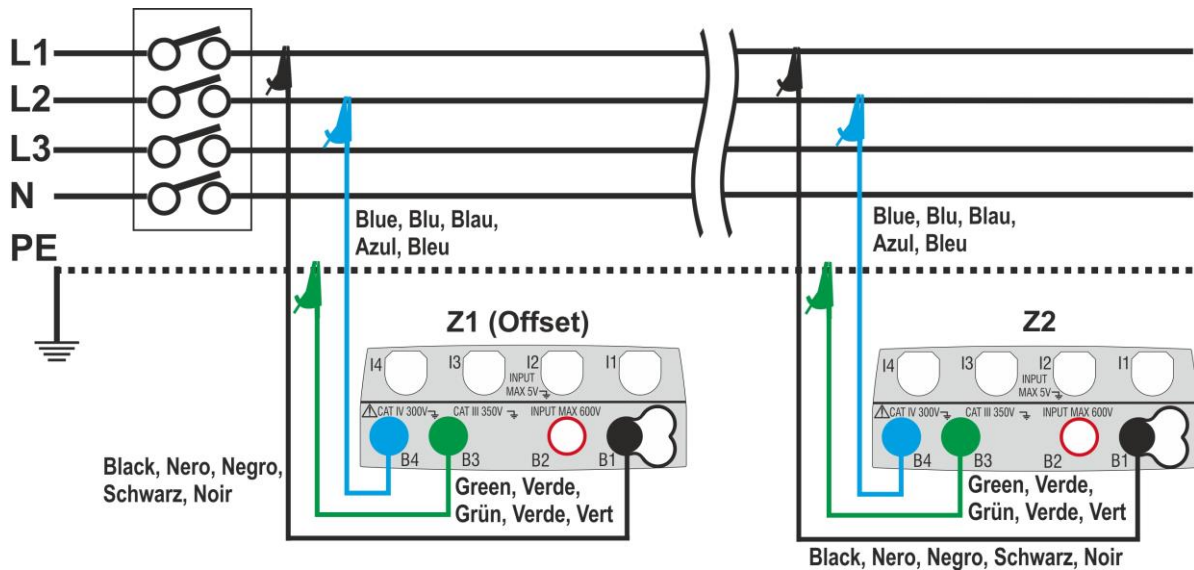 L1
L2
L3
N
PE
Blue, Blu, Blau,
Azul, Bleu
Blue, Blu, Blau,
Azul, Bleu
Z1 (Offset)
I4 I3 I2 I1
INPUT
MAX 5V
CAT IV 300V CAT III 350V INPUT MAX 600V
B4 B3 B2 B1
Black, Nero, Negro,
Schwarz, Noir
Green, Verde,
Grün, Verde, Vert
Z2
I4 I3 I2 I1
INPUT
MAX 5V
CAT IV 300V CAT III 350V INPUT MAX 600V
B4 B3 B2 B1
Green, Verde,
Grün, Verde, Vert
Black, Nero, Negro, Schwarz, Noir